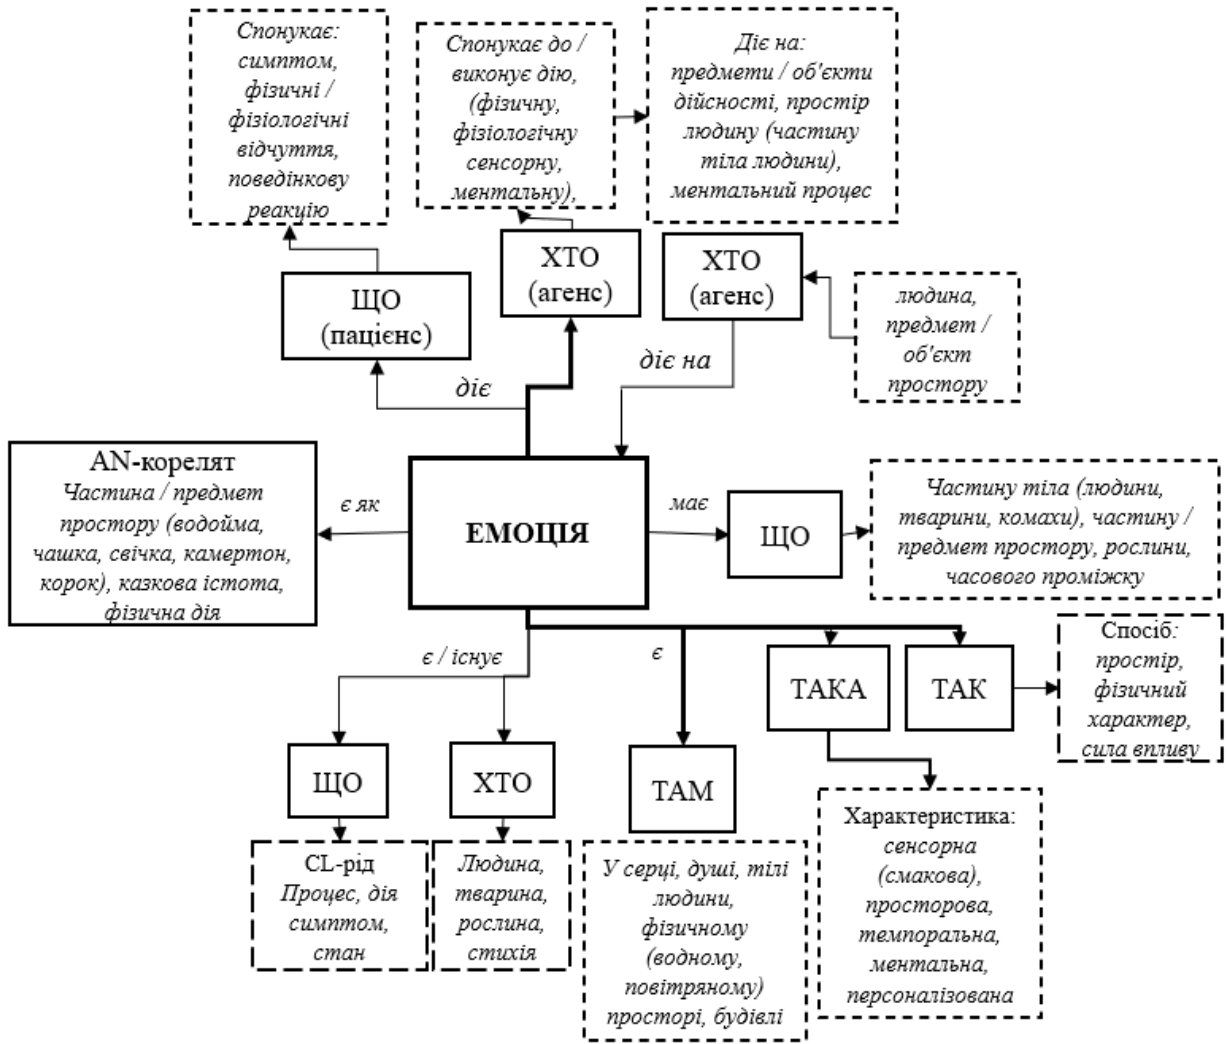 Спонукає:
симптом,
фізичні /
фізіологічні
відчуття,
поведінкову
реакцію
Спонукає до /
виконує дію,
(фізичну,
фізіологічну
сенсорну,
ментальну),
Діє на:
предмети / об'єкти
дійсності, простір
людину (частину
тіла людини),
ментальний процес
ЩО
(пацієнс)
ХТО
(агенс)
ХТО
(агенс)
людина,
предмет /
об'єкт
простору
діє
діє на
AN-корелят
Частина / предмет
простору (водойма,
чашка, свічка, камертон,
корок), казкова істота,
фізична дія
є як
ЕМОЦІЯ
має
ЩО
Частину тіла (людини,
тварини, комахи), частину /
предмет простору, рослини,
часового проміжку
є / існує
є
ЩО
ХТО
ТАМ
ТАКА
ТАК
Спосіб:
простір,
фізичний
характер,
сила впливу
CL-рід
Процес, дія
симптом,
стан
Людина,
тварина,
рослина,
стихія
У серці, душі, тілі
людини,
фізичному
(водному,
повітряному)
просторі, будівлі
Характеристика:
сенсорна
(смакова),
просторова,
темпоральна,
ментальна,
персоналізована